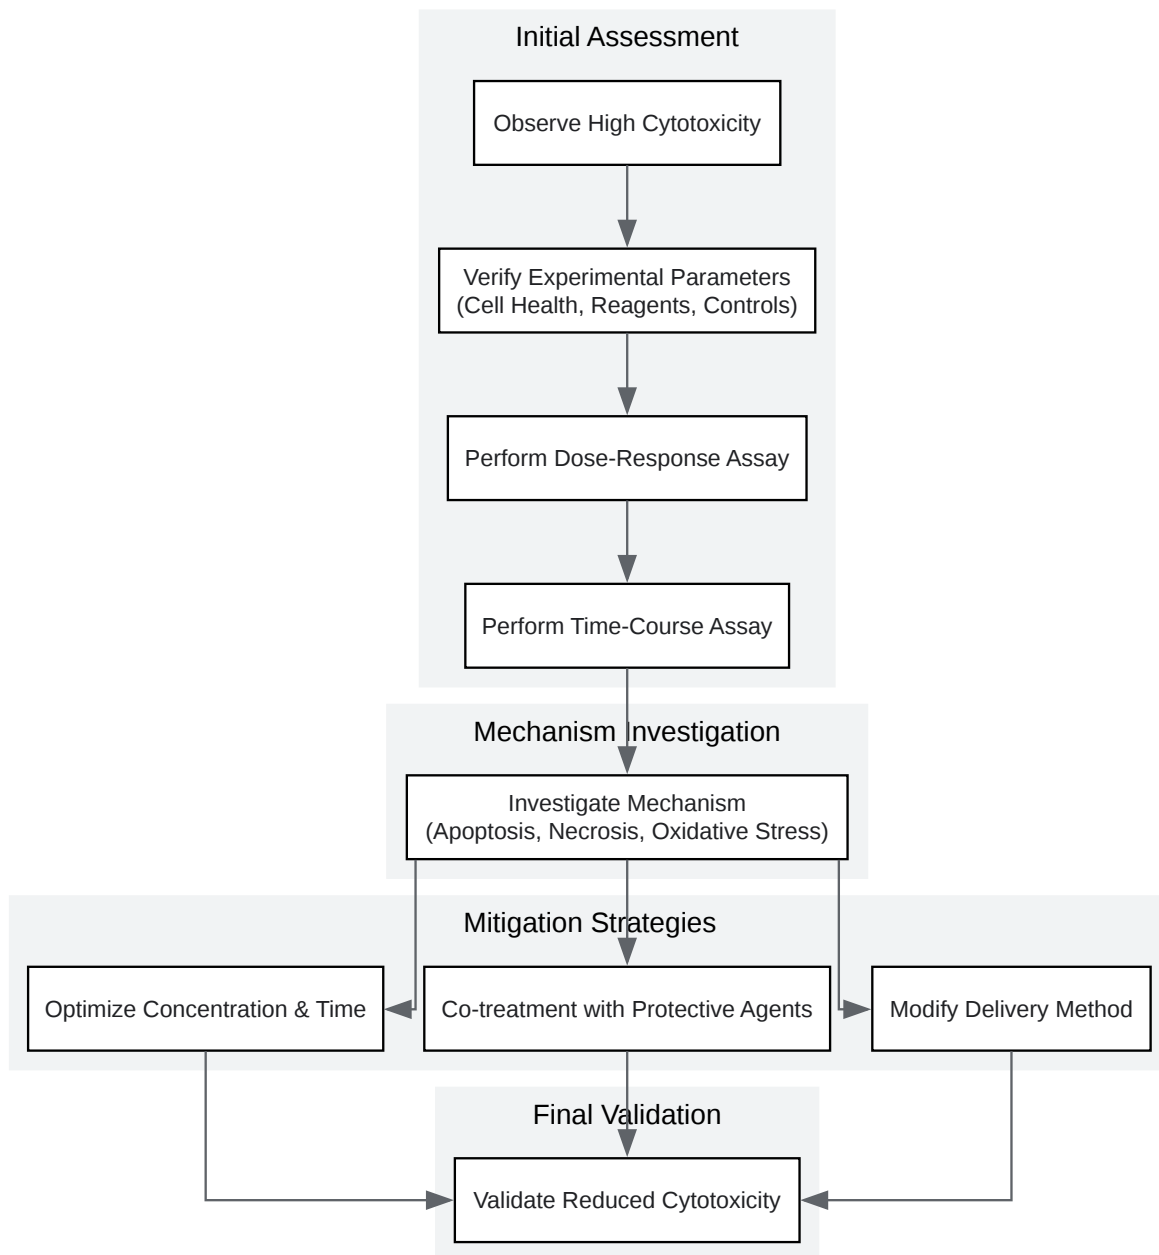 Initial Assessment
Observe High Cytotoxicity
Verify Experimental Parameters
(Cell Health, Reagents, Controls)
Perform Dose-Response Assay
Perform Time-Course Assay
Mechanism Investigation
Investigate Mechanism
(Apoptosis, Necrosis, Oxidative Stress)
Mitigation Strategies
Optimize Concentration & Time
Co-treatment with Protective Agents
Modify Delivery Method
Final Validation
Validate Reduced Cytotoxicity